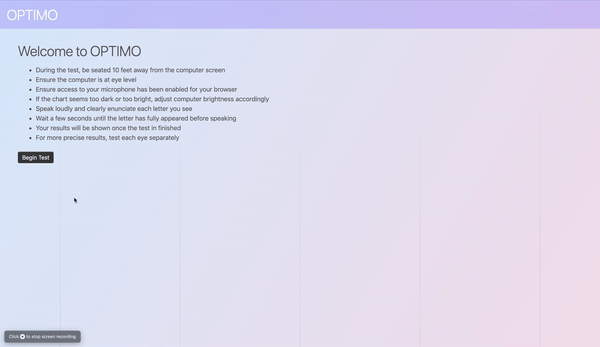 OPTIMO
Welcome to OPTIMO
During the test, be seated 10 feet away from the computer screen
Ensure the computer is at eye level
Ensure access to your microphone has been enabled for your browser
If the chart seems too dark or too bright, adjust computer brightness accordingly
Speak loudly and clearly enunciate each letter you see
Wait a few seconds until the letter has fully appeared before speaking
Your results will be shown once the test in finished
For more precise results, test each eye separately
Begin Test
Click to stop screen recording